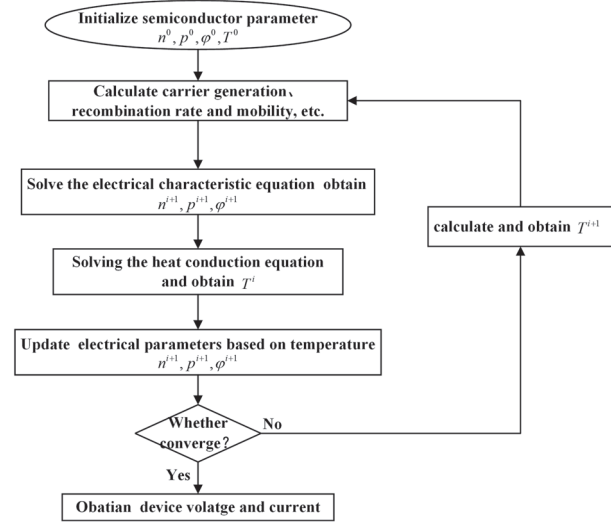 Initialize semiconductor parameter
n⁰, p⁰, φ⁰, T⁰
Calculate carrier generation、
recombination rate and mobility, etc.
Solve the electrical characteristic equation obtain
nⁱ⁺¹, pⁱ⁺¹, φⁱ⁺¹
calculate and obtain Tⁱ⁺¹
Solving the heat conduction equation
and obtain Tⁱ
Update electrical parameters based on temperature
nⁱ⁺¹, pⁱ⁺¹, φⁱ⁺¹
Whether
converge？
No
Yes
Obatian device volatge and current